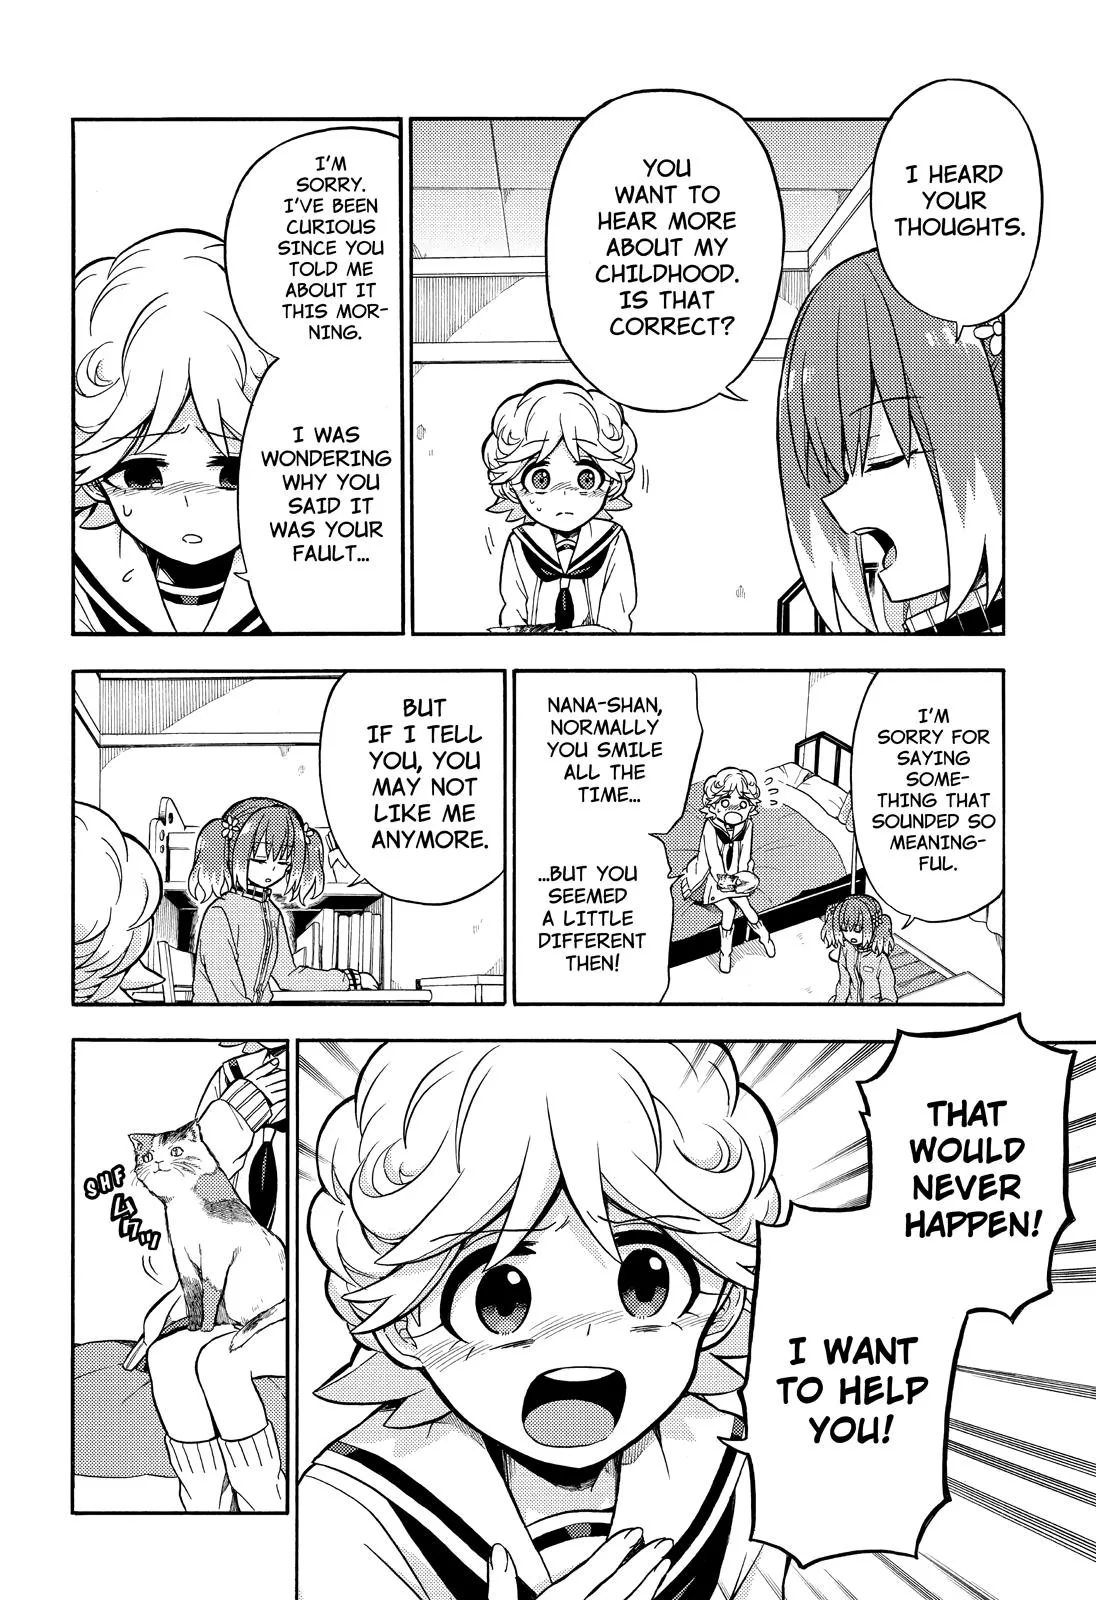 I HEARD
YOUR
THOUGHTS.
YOU
WANT TO
HEAR MORE
ABOUT MY
CHILDHOOD.
IS THAT
CORRECT?
I'M
SORRY.
I'VE BEEN
CURIOUS
SINCE YOU
TOLD ME
ABOUT IT
THIS MOR-
NING.
I WAS
WONDERING
WHY YOU
SAID IT
WAS YOUR
FAULT...
I'M
SORRY FOR
SAYING
SOME-
THING THAT
SOUNDED SO
MEANING-
FUL.
NANA-SHAN,
NORMALLY
YOU SMILE
ALL THE
TIME...
...BUT YOU
SEEMED
A LITTLE
DIFFERENT
THEN!
BUT
IF I TELL
YOU, YOU
MAY NOT
LIKE ME
ANYMORE.
THAT
WOULD
NEVER
HAPPEN!
I WANT
TO HELP
YOU!
SHF